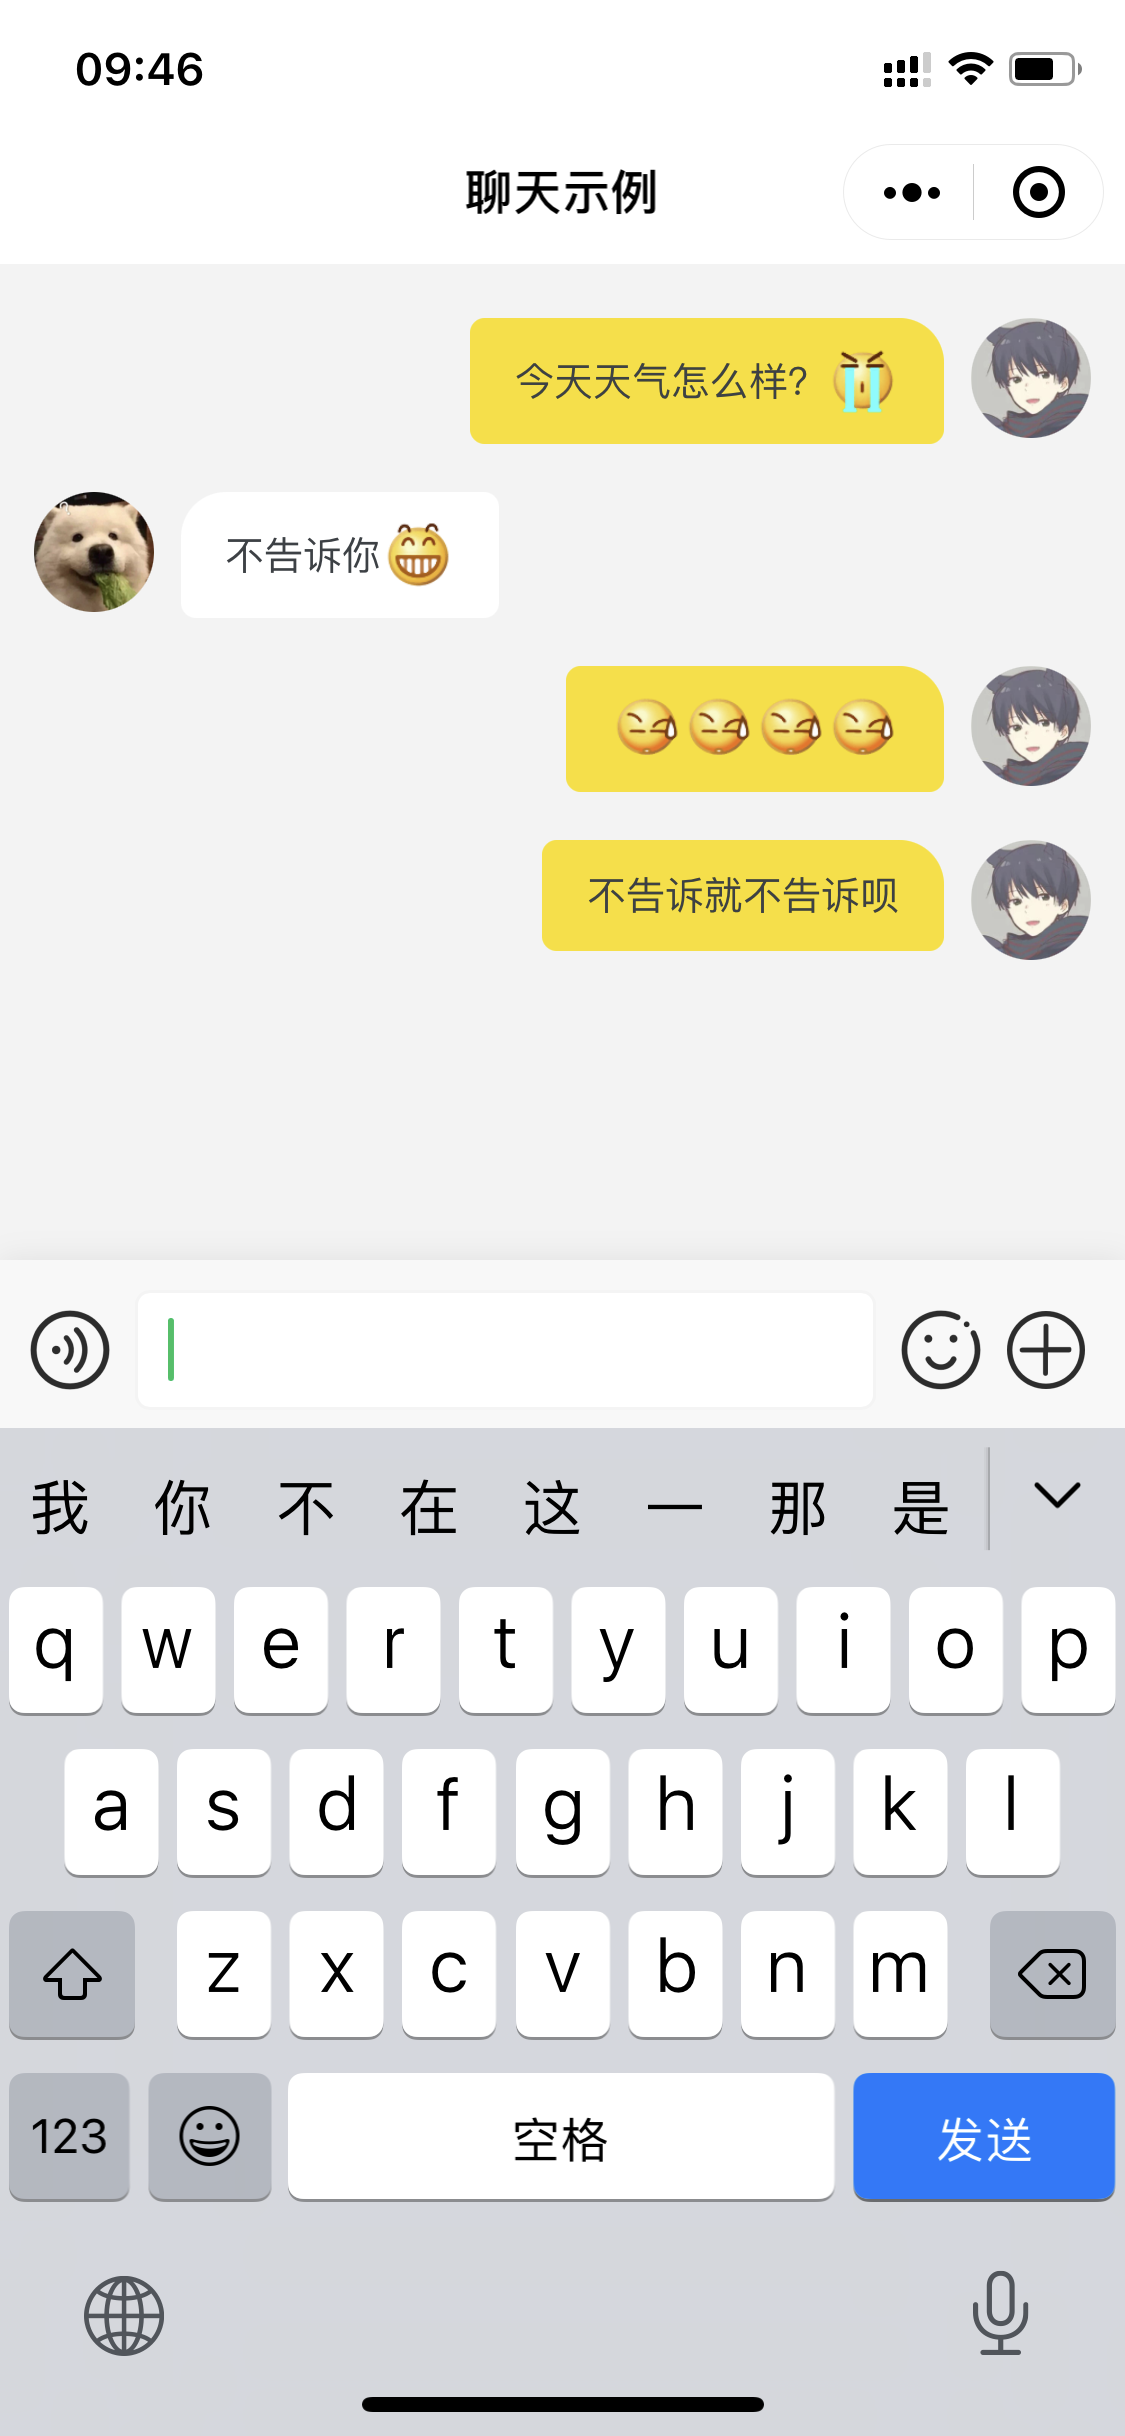 09:46
聊天示例
今天天气怎么样?
不告诉你
不告诉就不告诉呗
我 你 不 在 这 一 那 是
q w e r t y u i o p
a s d f g h j k l
z x c v b n m
123 空格 发送